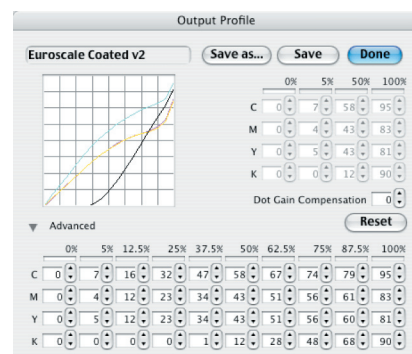 Output Profile
Euroscale Coated v2 Save as... Save Done
0% 5% 50% 100%
C 0 7 58 95
M 0 4 43 83
Y 0 5 43 81
K 0 0 12 90
Dot Gain Compensation 0
Advanced Reset
0% 5% 12.5% 25% 37.5% 50% 62.5% 75% 87.5% 100%
C 0 7 16 32 47 58 67 74 79 95
M 0 4 12 23 34 43 51 56 61 83
Y 0 5 12 23 34 43 51 56 60 81
K 0 0 0 0 1 12 28 48 68 90